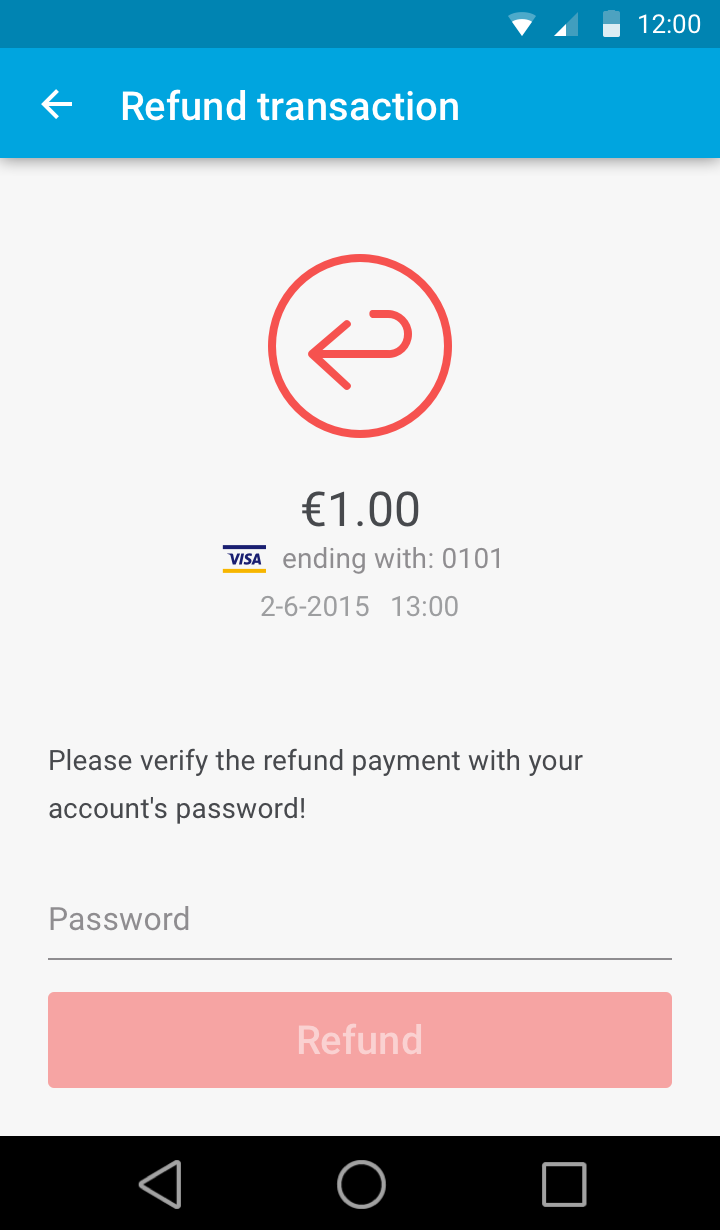 12:00
Refund transaction
€1.00
VISA ending with: 0101
2-6-2015 13:00
Please verify the refund payment with your
account's password!
Password
Refund